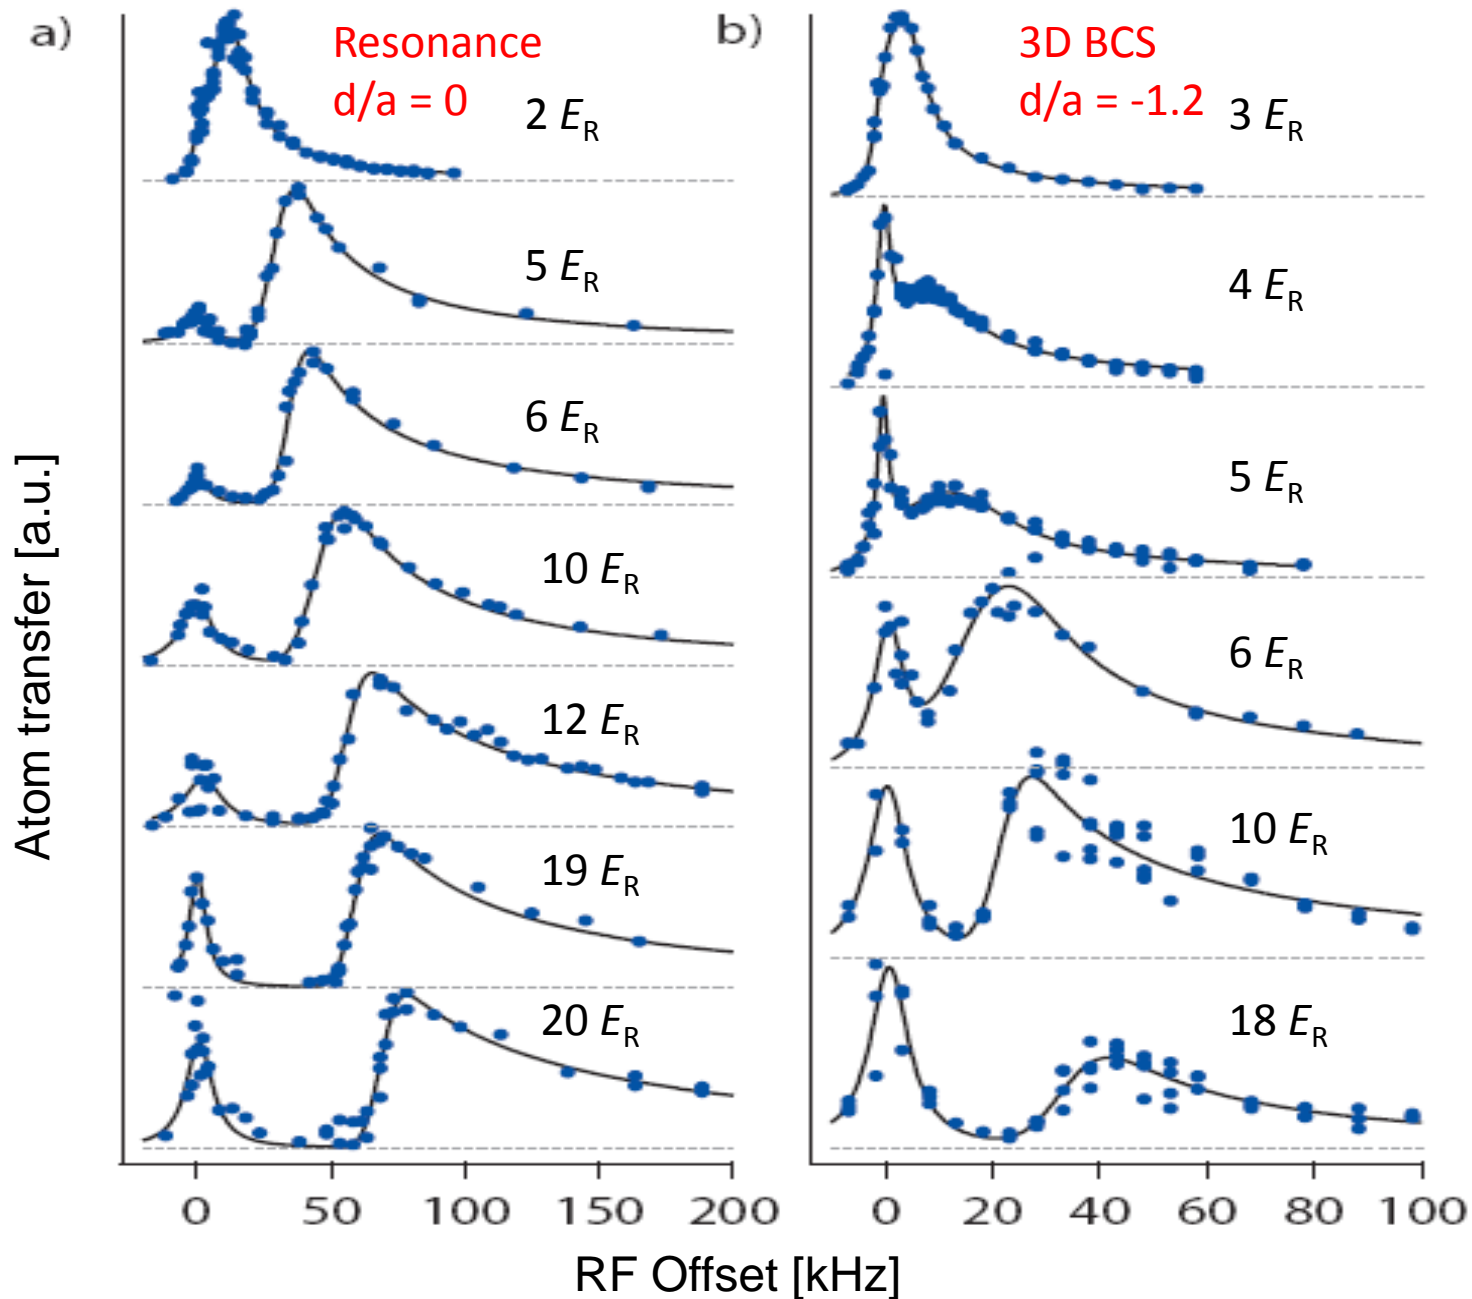 a)
Resonance
d/a = 0
2 E_R
5 E_R
6 E_R
10 E_R
12 E_R
19 E_R
20 E_R
0 50 100 150 200
b)
3D BCS
d/a = -1.2
3 E_R
4 E_R
5 E_R
6 E_R
10 E_R
18 E_R
0 20 40 60 80 100
Atom transfer [a.u.]
RF Offset [kHz]